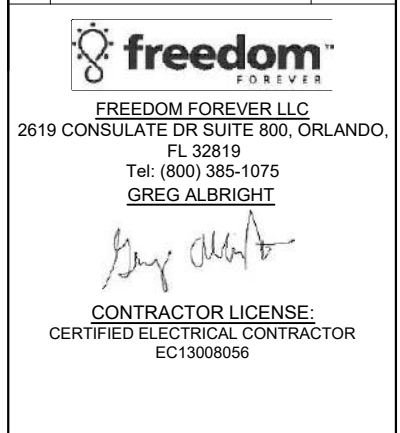 freedom™
FOREVER
FREEDOM FOREVER LLC
2619 CONSULATE DR SUITE 800, ORLANDO,
FL 32819
Tel: (800) 385-1075
GREG ALBRIGHT
CONTRACTOR LICENSE:
CERTIFIED ELECTRICAL CONTRACTOR
EC13008056